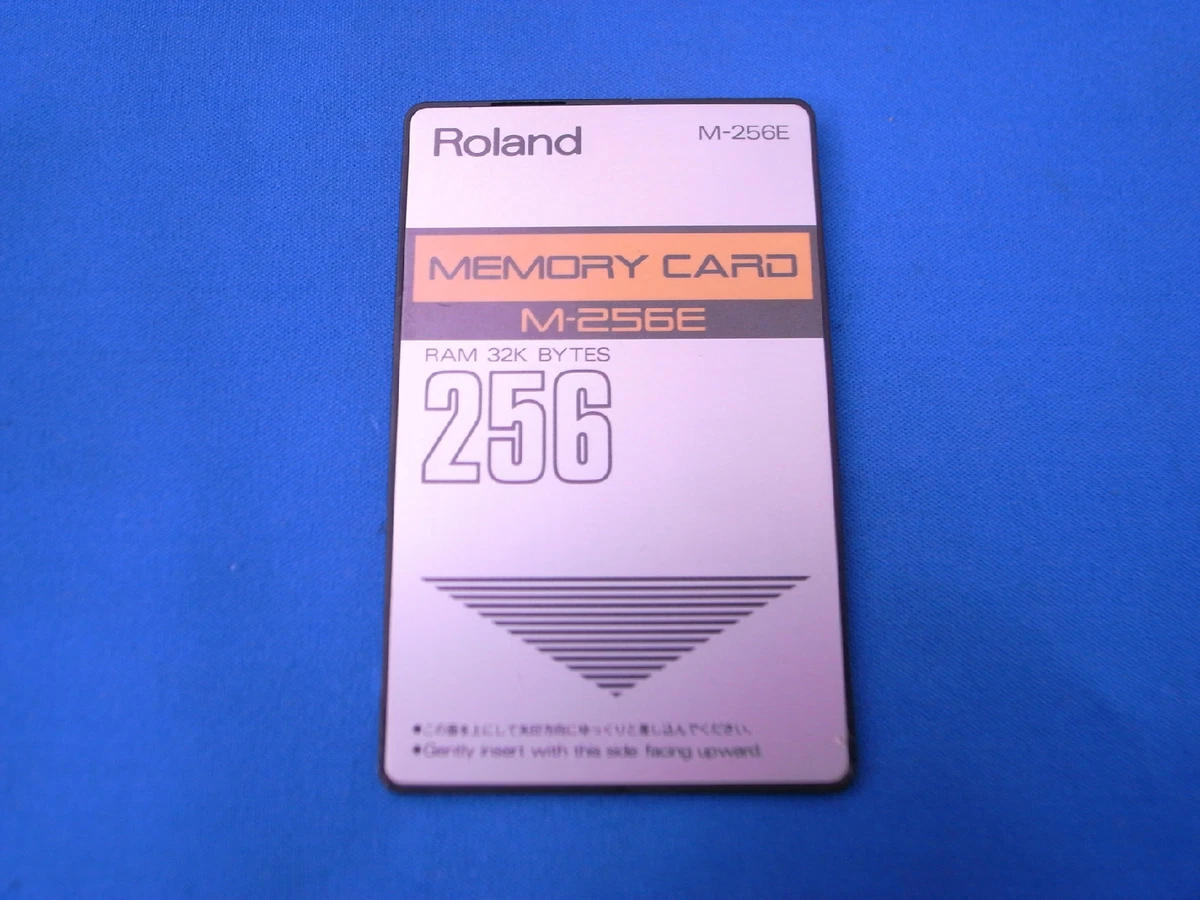 Roland M-256E
MEMORY CARD
M-256E
RAM 32K BYTES
256
●この面を上にして矢印方向にゆっくりと差し込んでください。
●Gently insert with this side facing upward.